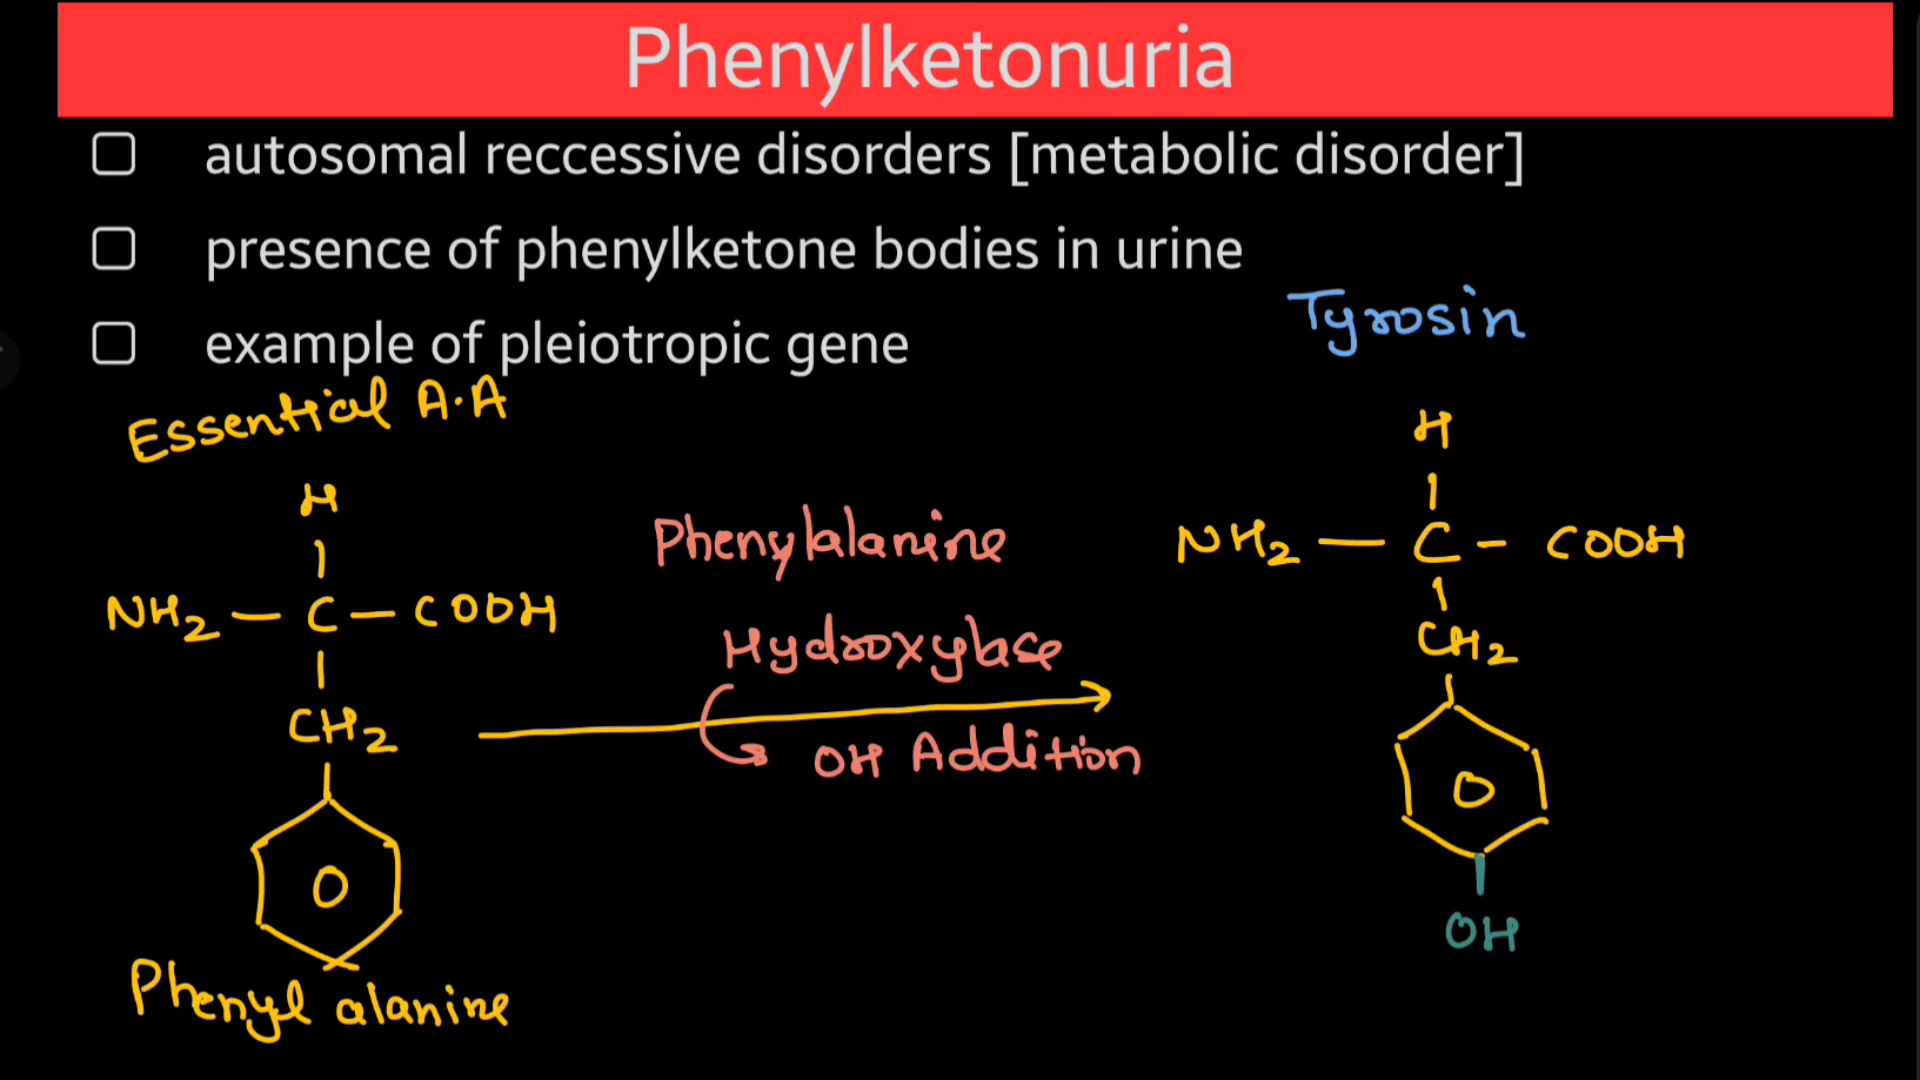 Phenylketonuria
autosomal reccessive disorders [metabolic disorder]
presence of phenylketone bodies in urine
example of pleiotropic gene
Tyrosin
Essential A.A
H
NH2 — C — COOH
CH2
Phenyl alanine
Phenylalanine
Hydroxylase
OH Addition
H
NH2 — C - COOH
CH2
OH